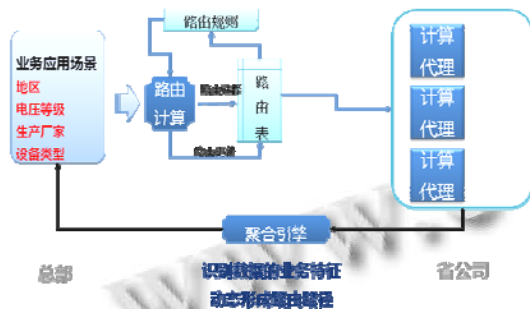 路由规则
业务应用场景
地区
电压等级
生产厂家
设备类型
路由
计算
路
由
表
计算
代理
计算
代理
计算
代理
聚合引擎
总部
识别数据的业务特征
动态形成路由路径
省公司